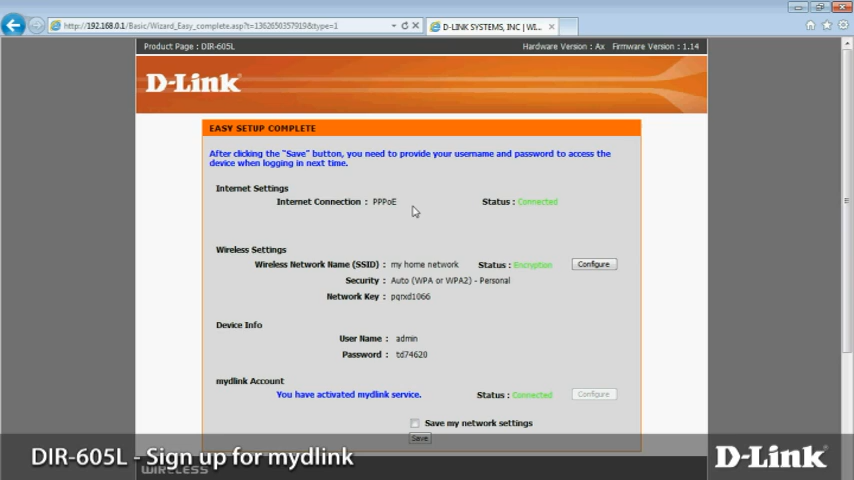 http://192.168.0.1/Basic/Wizard_Easy_complete.asp?t=1362650357919&type=1
D-LINK SYSTEMS, INC | WI...
Product Page : DIR-605L
Hardware Version : Ax Firmware Version : 1.14
D-Link
EASY SETUP COMPLETE
After clicking the "Save" button, you need to provide your username and password to access the
device when logging in next time.
Internet Settings
Internet Connection : PPPoE Status : Connected
Wireless Settings
Wireless Network Name (SSID) : my home network Status : Encryption Configure
Security : Auto (WPA or WPA2) - Personal
Network Key : pqrxd1066
Device Info
User Name : admin
Password : td74620
mydlink Account
You have activated mydlink service. Status : Connected Configure
Save my network settings
Save
DIR-605L - Sign up for mydlink
D-Link
WIRELESS